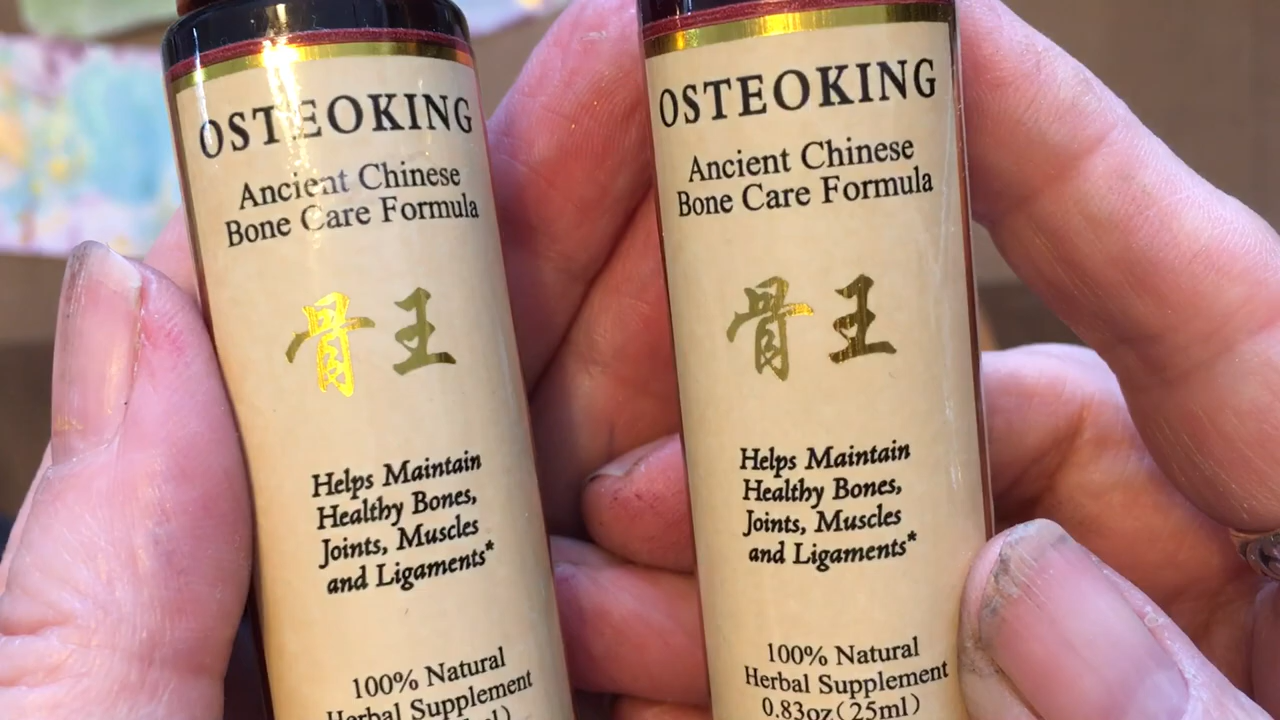 OSTEOKING
Ancient Chinese
Bone Care Formula
骨王
Helps Maintain
Healthy Bones,
Joints, Muscles
and Ligaments*
100% Natural
Herbal Supplement
OSTEOKING
Ancient Chinese
Bone Care Formula
骨王
Helps Maintain
Healthy Bones,
Joints, Muscles
and Ligaments*
100% Natural
Herbal Supplement
0.83oz(25ml)